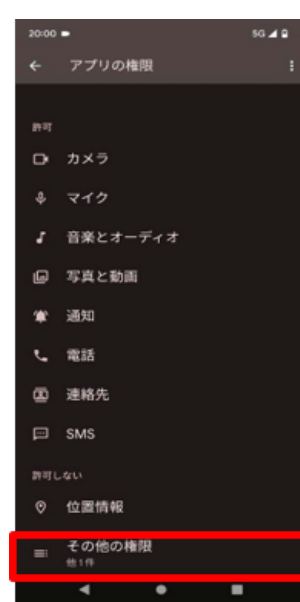 20:00
5G
アプリの権限
許可
カメラ
マイク
音楽とオーディオ
写真と動画
通知
電話
連絡先
SMS
許可しない
位置情報
その他の権限
他1件